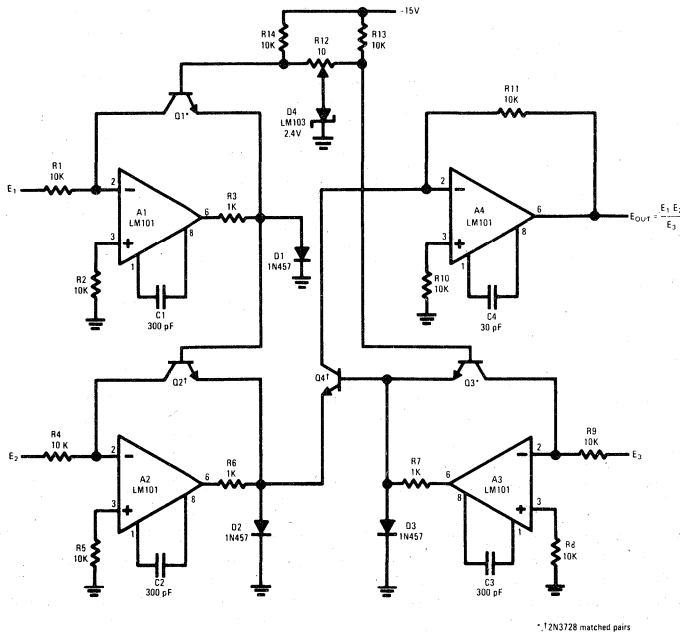 -15V
R14
10K
R12
10
R13
10K
D4
LM103
2.4V
Q1*
R11
10K
R1
10K
E1
2
A1
LM101
6
R3
1K
3
8
1
R2
10K
C1
300 pF
D1
1N457
2
A4
LM101
6
EOUT = E1 E2
E3
3
8
1
R10
10K
C4
30 pF
Q2†
Q4†
Q3*
E2
R4
10 K
2
A2
LM101
6
R6
1K
3
8
1
R5
10K
C2
300 pF
D2
1N457
R7
1K
D3
1N457
6
A3
LM101
2
R9
10K
E3
3
8
1
C3
300 pF
10K
*,†2N3728 matched pairs